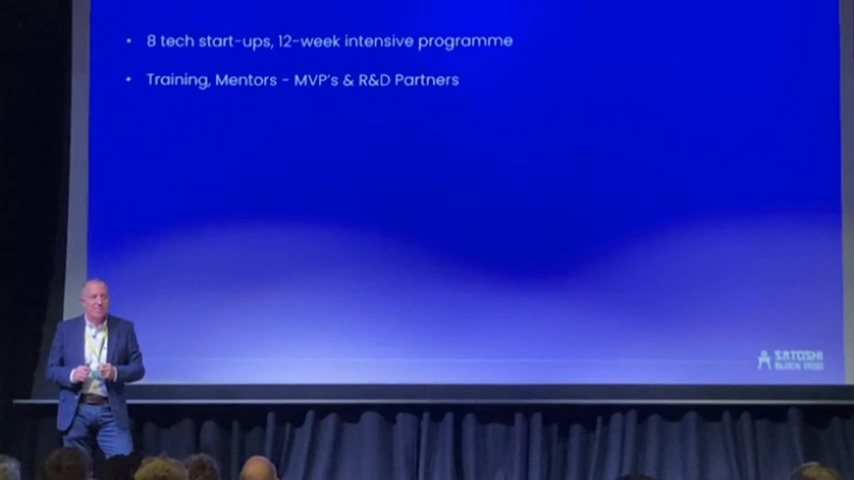 • 8 tech start-ups, 12-week intensive programme
• Training, Mentors - MVP's & R&D Partners
SATOSHI